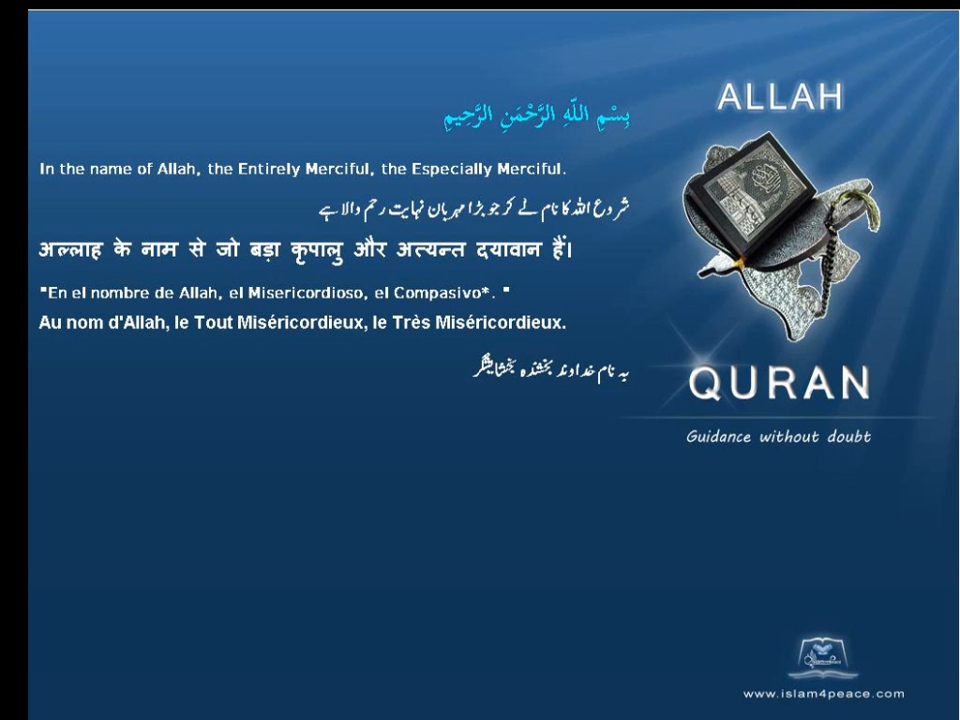 بِسْمِ اللَّهِ الرَّحْمَنِ الرَّحِيمِ
In the name of Allah, the Entirely Merciful, the Especially Merciful.
شروع الله کا نام لے کر جو بڑا مہربان نہایت رحم والا ہے
अल्लाह के नाम से जो बड़ा कृपालु और अत्यन्त दयावान हैं।
"En el nombre de Allah, el Misericordioso, el Compasivo*. "
Au nom d'Allah, le Tout Miséricordieux, le Très Miséricordieux.
به نام خداوند بخشنده بخشایشگر
ALLAH
QURAN
Guidance without doubt
www.islam4peace.com